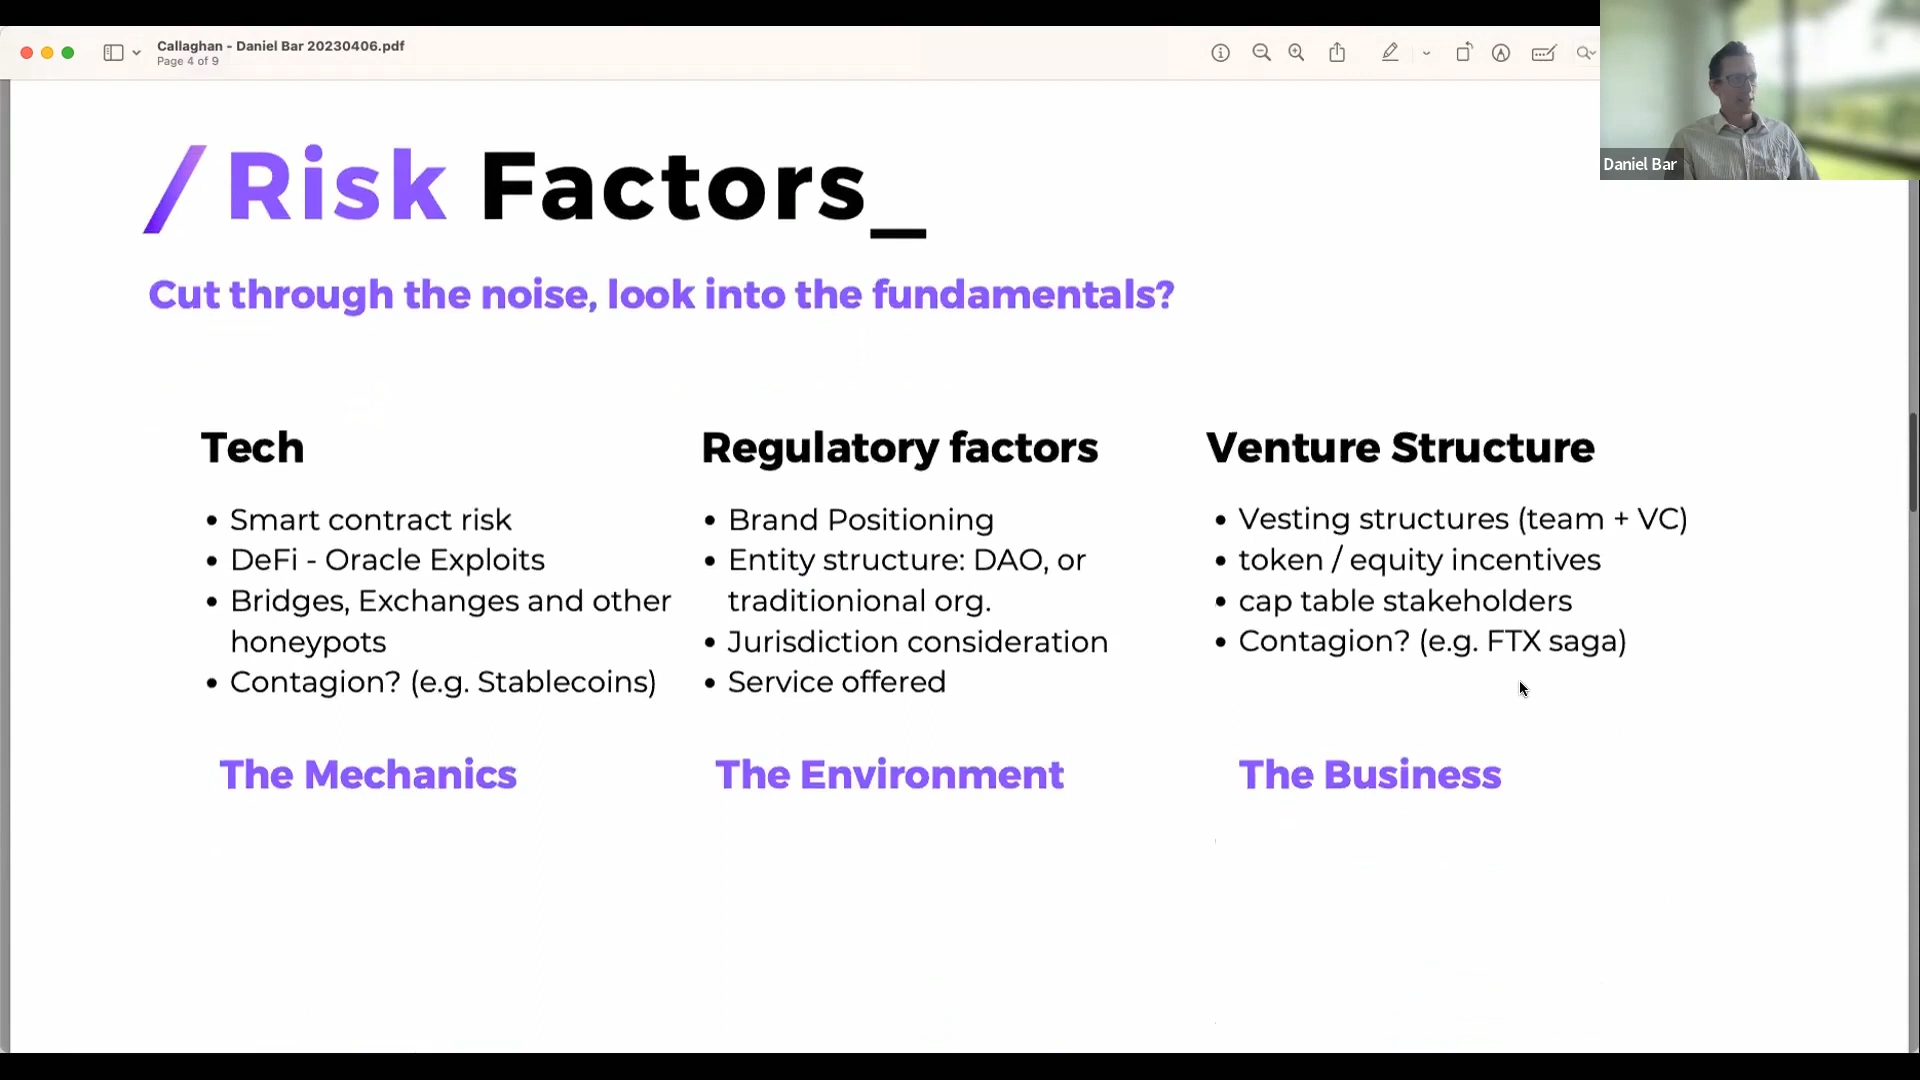 Callaghan - Daniel Bar 20230406.pdf
Page 4 of 9
Daniel Bar
/ Risk Factors_
Cut through the noise, look into the fundamentals?
Tech
• Smart contract risk
• DeFi - Oracle Exploits
• Bridges, Exchanges and other
honeypots
• Contagion? (e.g. Stablecoins)
The Mechanics
Regulatory factors
• Brand Positioning
• Entity structure: DAO, or
traditionional org.
• Jurisdiction consideration
• Service offered
The Environment
Venture Structure
• Vesting structures (team + VC)
• token / equity incentives
• cap table stakeholders
• Contagion? (e.g. FTX saga)
The Business